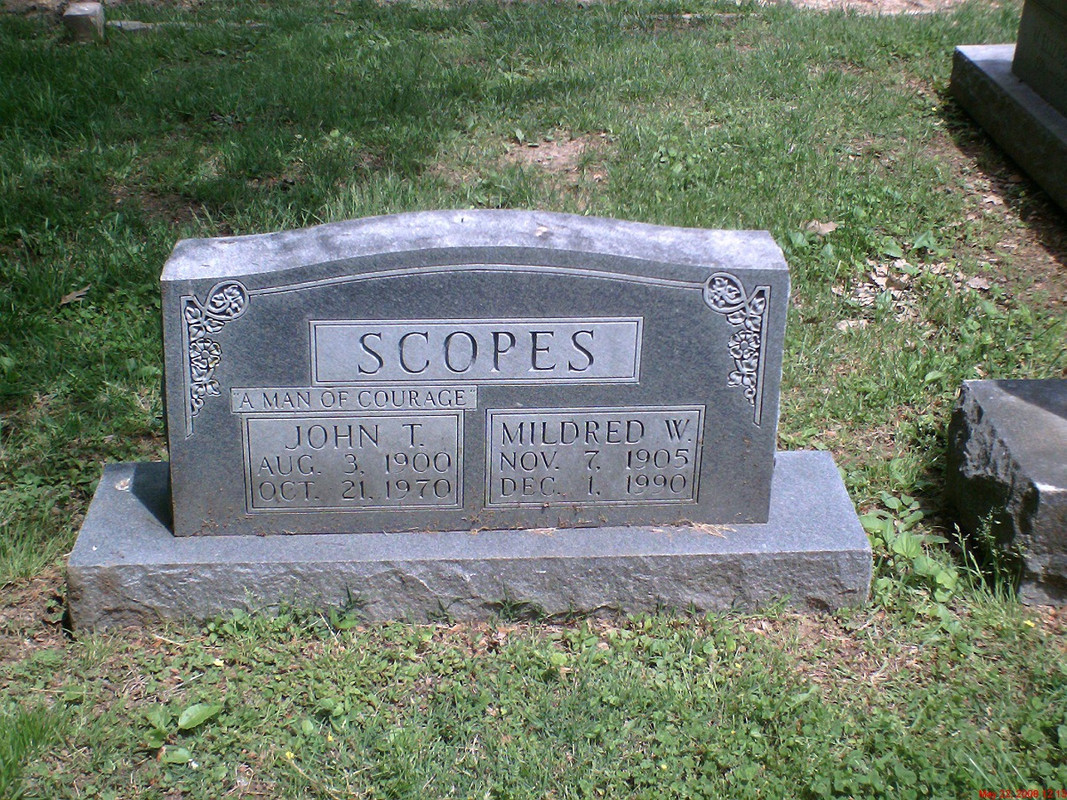 SCOPES
"A MAN OF COURAGE"
JOHN T.
AUG. 3, 1900
OCT. 21, 1970
MILDRED W.
NOV. 7, 1905
DEC. 1, 1990